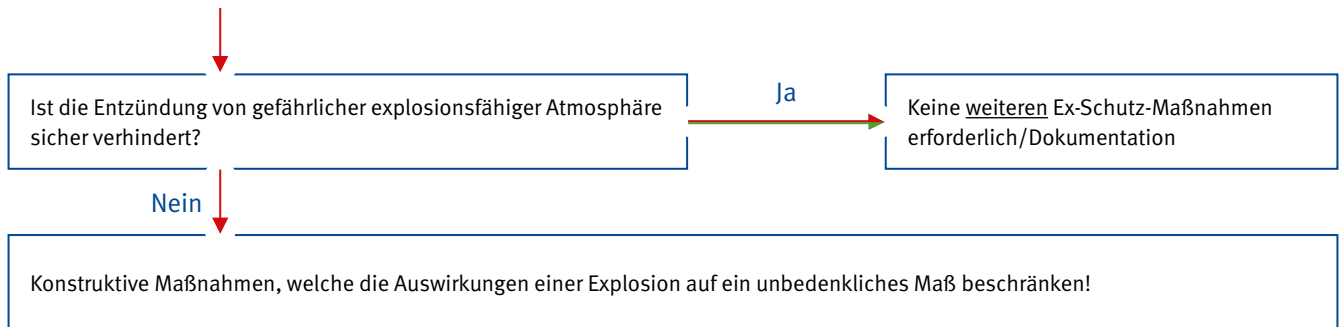 Ist die Entzündung von gefährlicher explosionsfähiger Atmosphäre
sicher verhindert?
Ja
Keine weiteren Ex-Schutz-Maßnahmen
erforderlich/Dokumentation
Nein
Konstruktive Maßnahmen, welche die Auswirkungen einer Explosion auf ein unbedenkliches Maß beschränken!